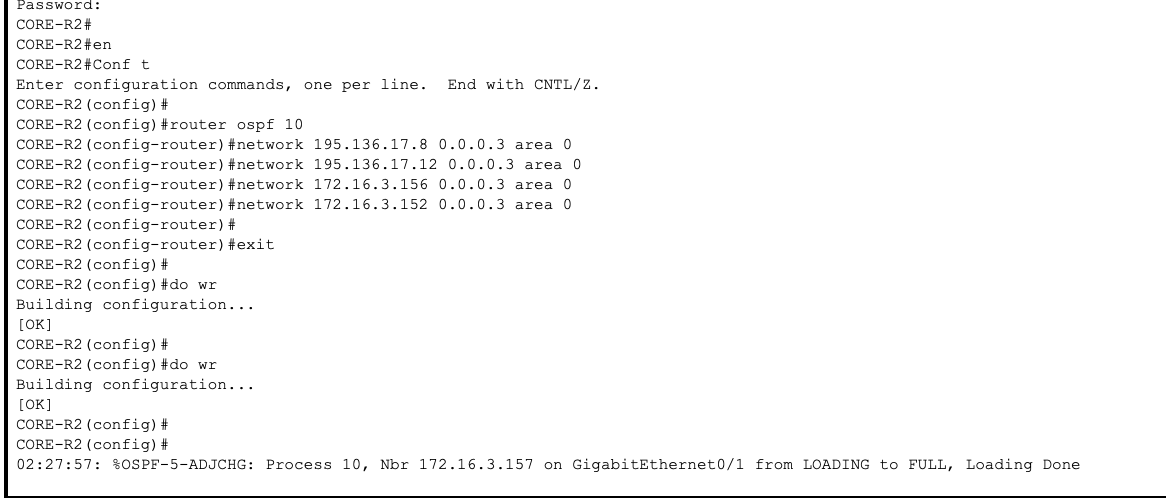 Password:
CORE-R2#
CORE-R2#en
CORE-R2#Conf t
Enter configuration commands, one per line.  End with CNTL/Z.
CORE-R2(config)#
CORE-R2(config)#router ospf 10
CORE-R2(config-router)#network 195.136.17.8 0.0.0.3 area 0
CORE-R2(config-router)#network 195.136.17.12 0.0.0.3 area 0
CORE-R2(config-router)#network 172.16.3.156 0.0.0.3 area 0
CORE-R2(config-router)#network 172.16.3.152 0.0.0.3 area 0
CORE-R2(config-router)#
CORE-R2(config-router)#exit
CORE-R2(config)#
CORE-R2(config)#do wr
Building configuration...
[OK]
CORE-R2(config)#
CORE-R2(config)#do wr
Building configuration...
[OK]
CORE-R2(config)#
CORE-R2(config)#
02:27:57: %OSPF-5-ADJCHG: Process 10, Nbr 172.16.3.157 on GigabitEthernet0/1 from LOADING to FULL, Loading Done